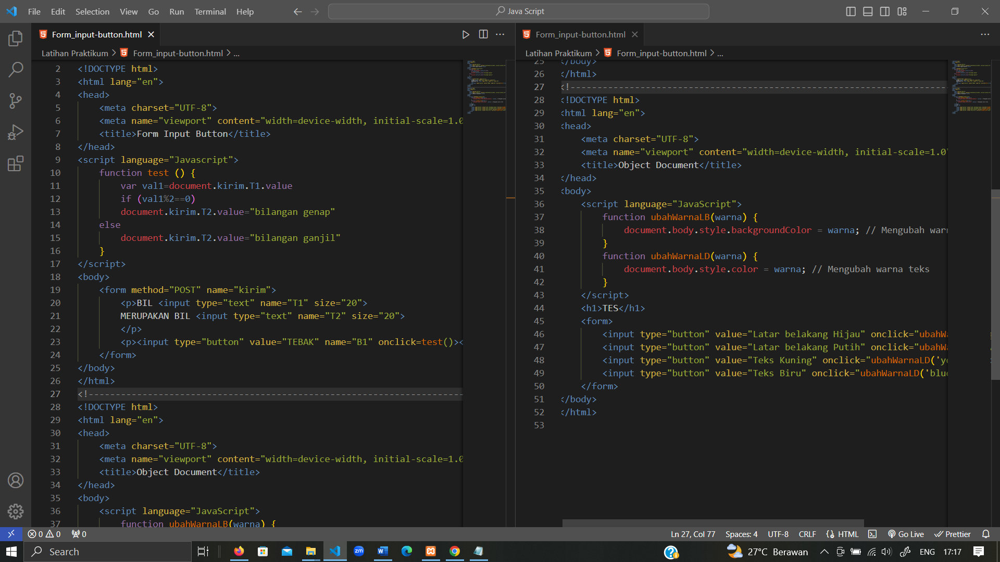 File Edit Selection View Go Run Terminal Help
Java Script
Form_input-button.html
Latihan Praktikum > Form_input-button.html > ...
2 <!DOCTYPE html>
3 <html lang="en">
4 <head>
5 <meta charset="UTF-8">
6 <meta name="viewport" content="width=device-width, initial-scale=1.0
7 <title>Form Input Button</title>
8 </head>
9 <script language="Javascript">
10 function test () {
11 var val1=document.kirim.T1.value
12 if (val1%2==0)
13 document.kirim.T2.value="bilangan genap"
14 else
15 document.kirim.T2.value="bilangan ganjil"
16 }
17 </script>
18 <body>
19 <form method="POST" name="kirim">
20 <p>BIL <input type="text" name="T1" size="20">
21 MERUPAKAN BIL <input type="text" name="T2" size="20">
22 </p>
23 <p><input type="button" value="TEBAK" name="B1" onclick=test()><
24 </form>
25 </body>
26 </html>
27 <!----------------------------------------------------------------------
28 <!DOCTYPE html>
29 <html lang="en">
30 <head>
31 <meta charset="UTF-8">
32 <meta name="viewport" content="width=device-width, initial-scale=1.0
33 <title>Object Document</title>
34 </head>
35 <body>
36 <script language="JavaScript">
37 function ubahWarnaLB(warna) {
Form_input-button.html
Latihan Praktikum > Form_input-button.html > ...
25 </body>
26 </html>
27 <!----------------------------------------------------------------------
28 <!DOCTYPE html>
29 <html lang="en">
30 <head>
31 <meta charset="UTF-8">
32 <meta name="viewport" content="width=device-width, initial-scale=1.0"
33 <title>Object Document</title>
34 </head>
35 <body>
36 <script language="JavaScript">
37 function ubahWarnaLB(warna) {
38 document.body.style.backgroundColor = warna; // Mengubah warn
39 }
40 function ubahWarnaLD(warna) {
41 document.body.style.color = warna; // Mengubah warna teks
42 }
43 </script>
44 <h1>TES</h1>
45 <form>
46 <input type="button" value="Latar belakang Hijau" onclick="ubahWa
47 <input type="button" value="Latar belakang Putih" onclick="ubahWa
48 <input type="button" value="Teks Kuning" onclick="ubahWarnaLD('ye
49 <input type="button" value="Teks Biru" onclick="ubahWarnaLD('blue
50 </form>
51 </body>
52 </html>
53
0 0 0 Ln 27, Col 77 Spaces: 4 UTF-8 CRLF HTML Go Live Prettier
Search zm W 27°C Berawan ENG 17:17